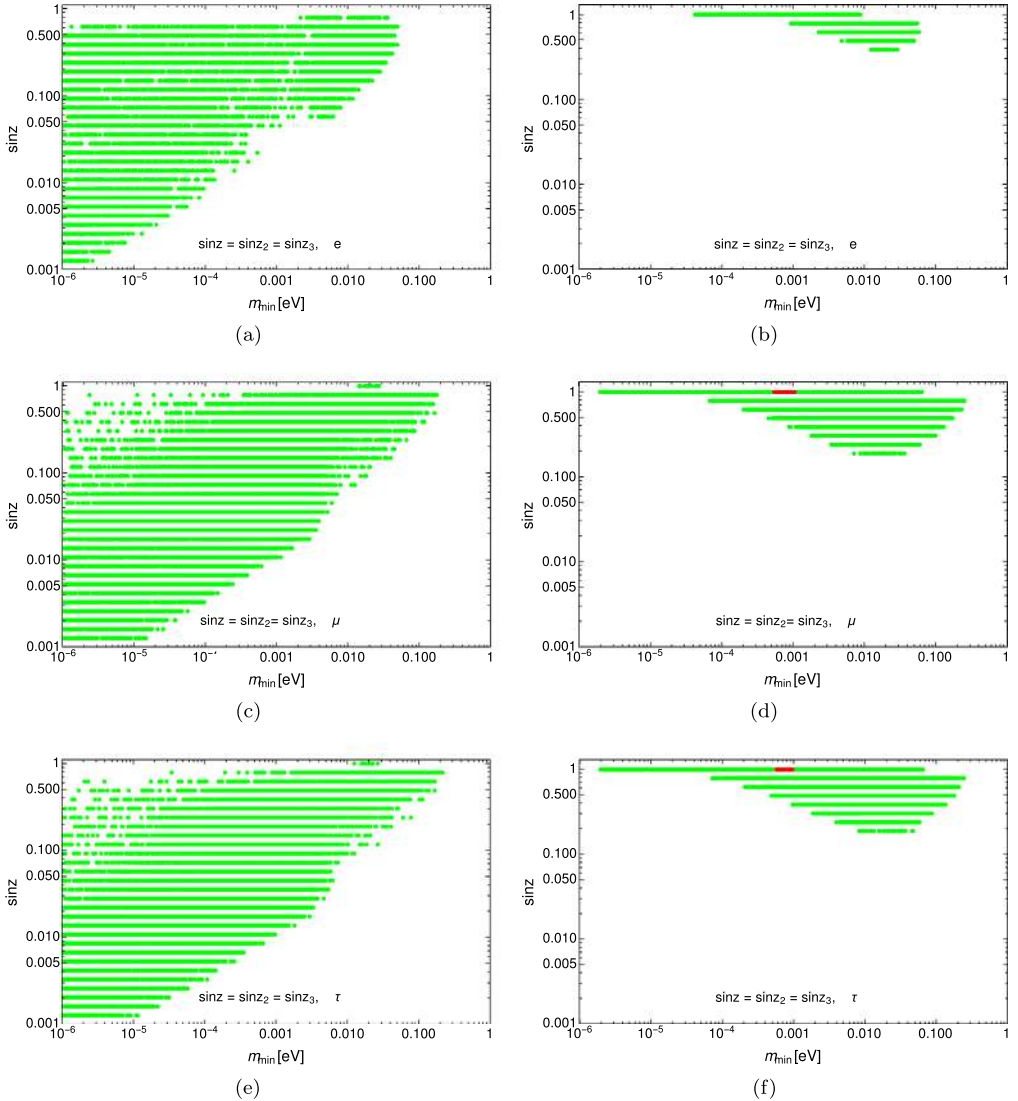 1
0.500
0.100
0.050
0.010
0.005
0.001
sinz
sinz = sinz₂ = sinz₃, e
10⁻⁶ 10⁻⁵ 10⁻⁴ 0.001 0.010 0.100 1
mmin [eV]
(a)
1
0.500
0.100
0.050
0.010
0.005
0.001
sinz
sinz = sinz₂ = sinz₃, e
10⁻⁶ 10⁻⁵ 10⁻⁴ 0.001 0.010 0.100 1
mmin [eV]
(b)
1
0.500
0.100
0.050
0.010
0.005
0.001
sinz
sinz = sinz₂= sinz₃, μ
10⁻⁶ 10⁻⁵ 10⁻⁴ 0.001 0.010 0.100 1
mmin [eV]
(c)
1
0.500
0.100
0.050
0.010
0.005
0.001
sinz
sinz = sinz₂= sinz₃, μ
10⁻⁶ 10⁻⁵ 10⁻⁴ 0.001 0.010 0.100 1
mmin [eV]
(d)
1
0.500
0.100
0.050
0.010
0.005
0.001
sinz
sinz = sinz₂ = sinz₃, τ
10⁻⁶ 10⁻⁵ 10⁻⁴ 0.001 0.010 0.100 1
mmin [eV]
(e)
1
0.500
0.100
0.050
0.010
0.005
0.001
sinz
sinz = sinz₂ = sinz₃, τ
10⁻⁶ 10⁻⁵ 10⁻⁴ 0.001 0.010 0.100 1
mmin [eV]
(f)